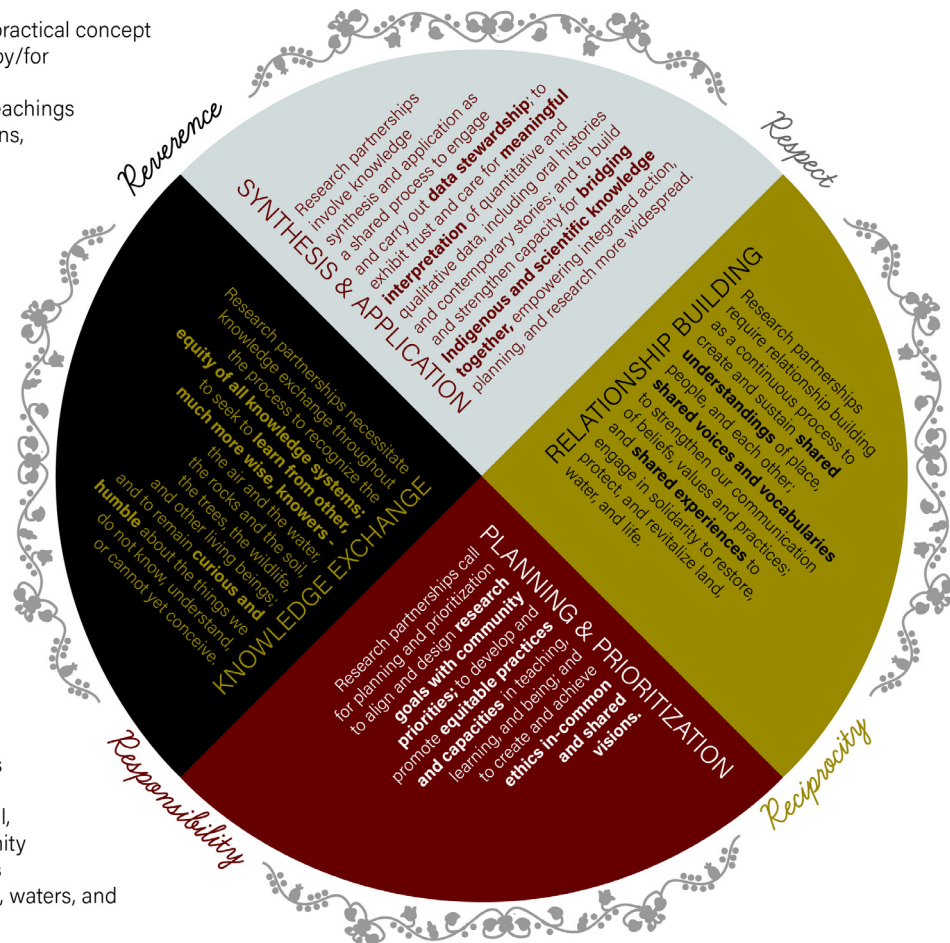 practical concept
by/for
eachings
ns,
Reverence
Respect
SYNTHESIS & APPLICATION
Research partnerships
involve knowledge
synthesis and application as
a shared process to engage
and carry out data stewardship; to
exhibit trust and care for meaningful
interpretation of quantitative and
qualitative data, including oral histories
and contemporary stories; and to build
and strengthen capacity for bridging
Indigenous and scientific knowledge
together, empowering integrated action,
planning, and research more widespread.
RELATIONSHIP BUILDING
Research partnerships
require relationship building
as a continuous process to
create and sustain shared
understandings of place,
people, and each other;
shared voices and vocabularies
to strengthen our communication
of beliefs, values and practices;
and shared experiences to
engage in solidarity to restore,
protect, and revitalize land,
water, and life.
PLANNING & PRIORITIZATION
Research partnerships call
for planning and prioritization
to align and design research
goals with community
priorities; to develop and
promote equitable practices
and capacities in teaching,
learning, and being; and
to create and achieve
ethics in-common
and shared
visions.
KNOWLEDGE EXCHANGE
Research partnerships necessitate
knowledge exchange throughout
the process to recognize the
equity of all knowledge systems;
to seek to learn from other,
much more wise, knowers -
the air and the water,
the rocks and the soil
the trees, the wildlife,
and other living beings;
and to remain curious and
humble about the things we
do not know, understand,
or cannot yet conceive.
Responsibility
Reciprocity
s
l,
nity
s
, waters, and